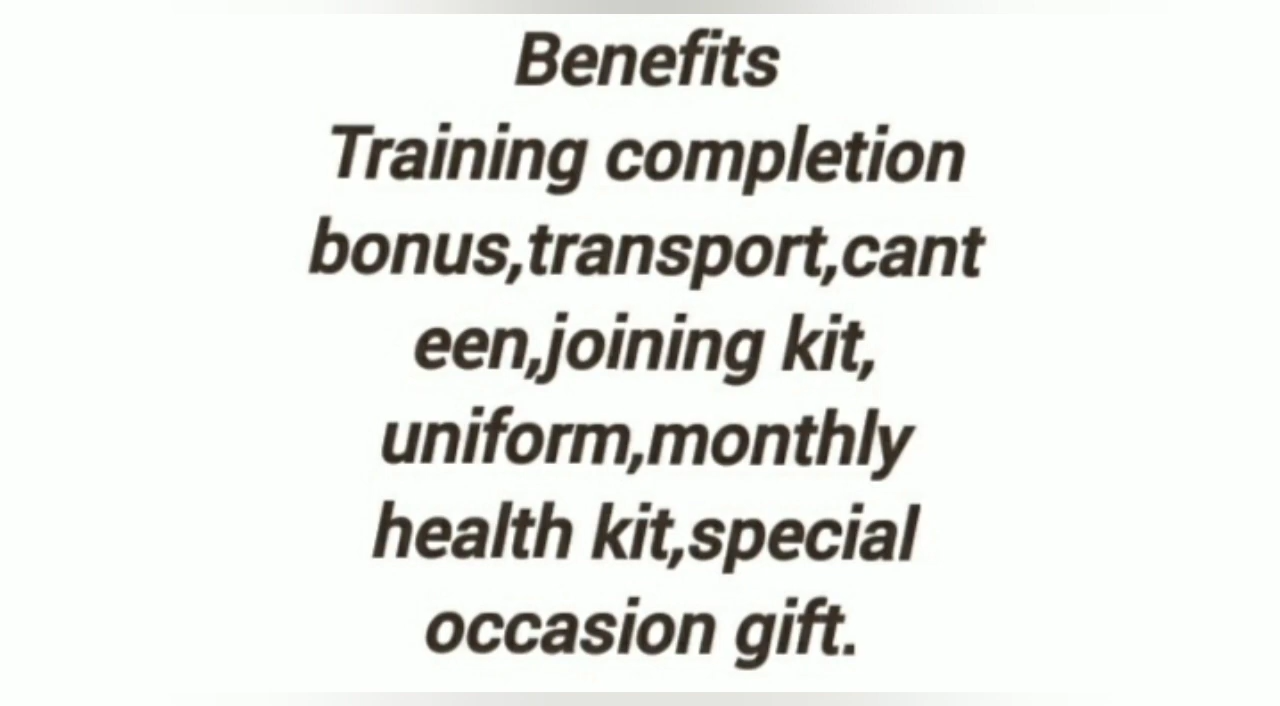 Benefits
Training completion
bonus,transport,cant
een,joining kit,
uniform,monthly
health kit,special
occasion gift.